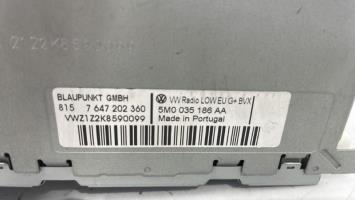 2122K8590099
BLAUPUNKT GMBH
815 7 647 202 360
VWZ1Z2K8590099
VW Radio LOW EU G+ BVX
5M0 035 186 AA
Made in Portugal